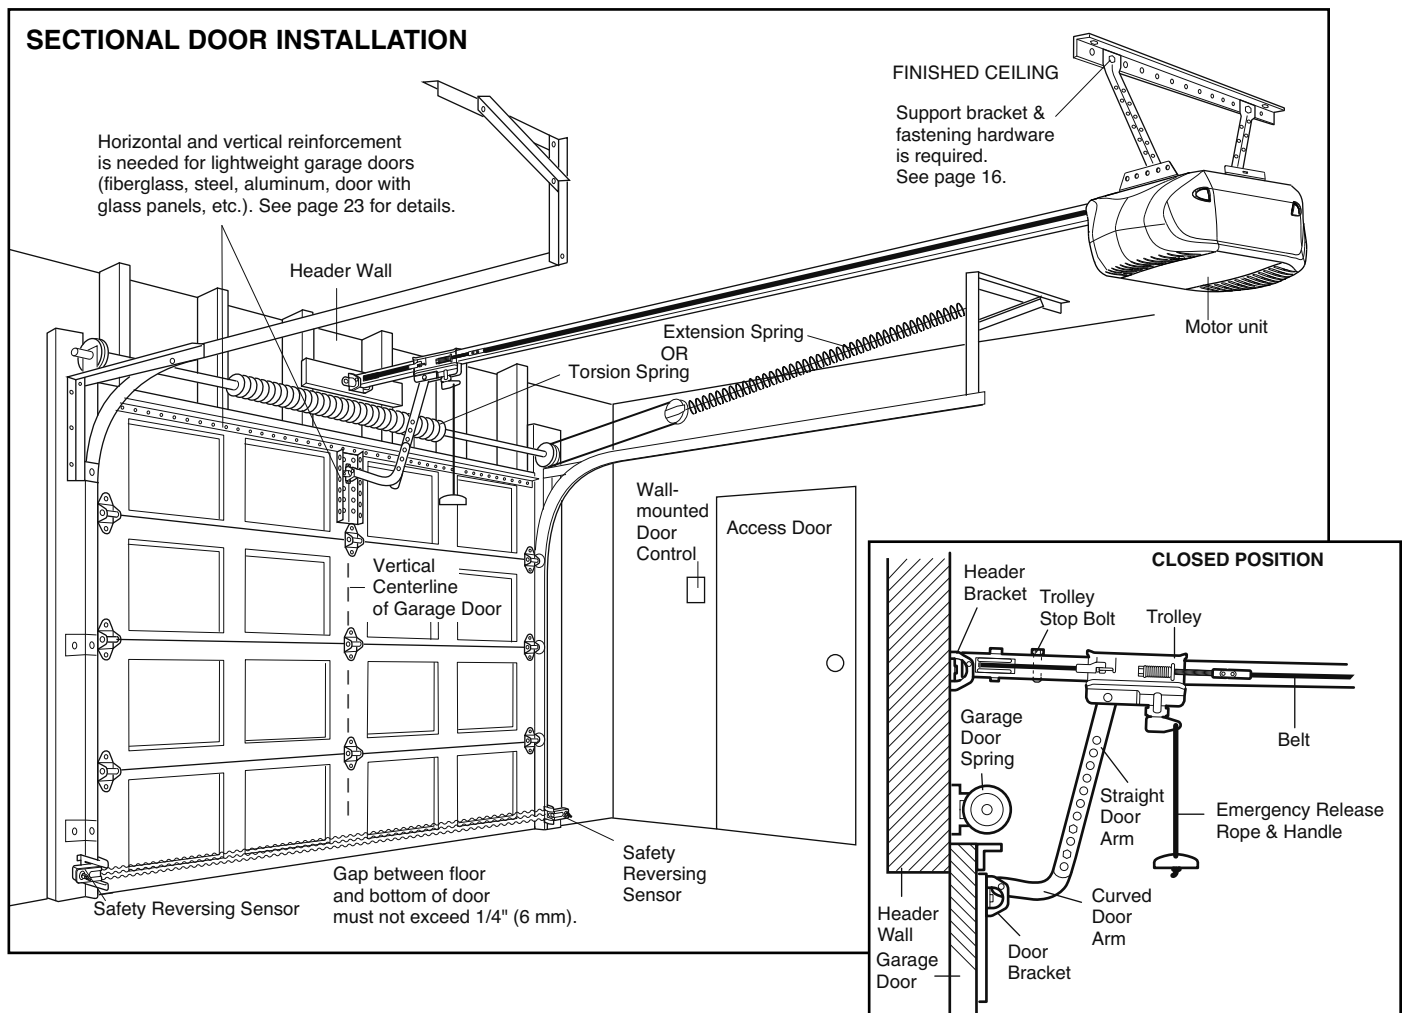 SECTIONAL DOOR INSTALLATION
FINISHED CEILING
Support bracket &
fastening hardware
is required.
See page 16.
Horizontal and vertical reinforcement
is needed for lightweight garage doors
(fiberglass, steel, aluminum, door with
glass panels, etc.). See page 23 for details.
Header Wall
Motor unit
Extension Spring
OR
Torsion Spring
Wall-
mounted
Door
Control
Access Door
Vertical
Centerline
of Garage Door
Safety
Reversing
Sensor
Gap between floor
and bottom of door
must not exceed 1/4" (6 mm).
Safety Reversing Sensor
CLOSED POSITION
Header
Bracket
Trolley
Stop Bolt
Trolley
Garage
Door
Spring
Belt
Straight
Door
Arm
Emergency Release
Rope & Handle
Curved
Door
Arm
Header
Wall
Garage
Door
Door
Bracket